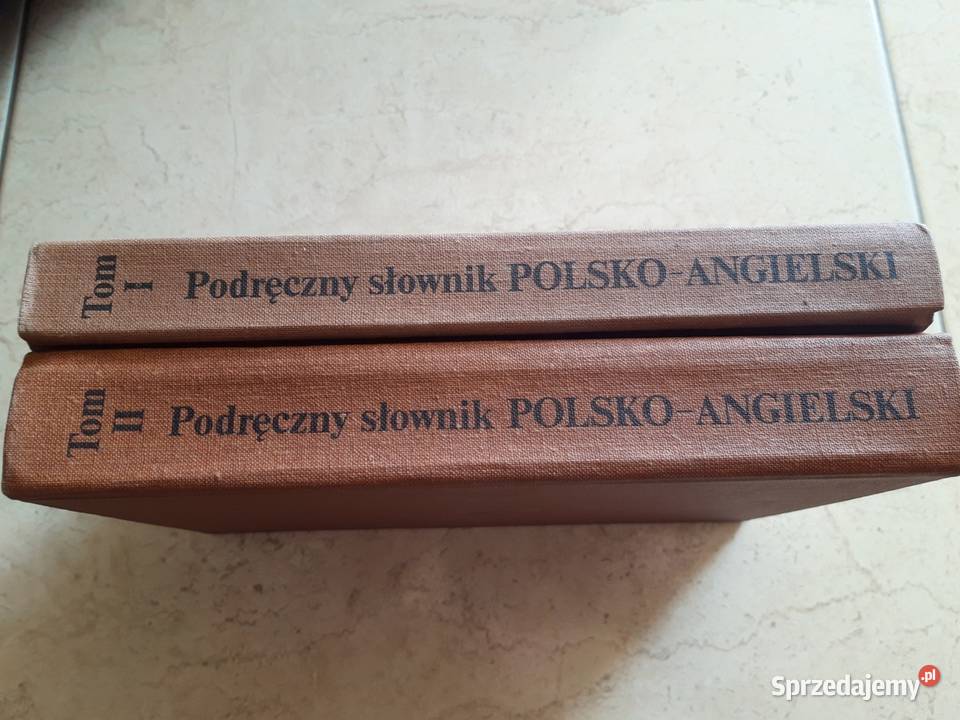 Tom
I
Podręczny słownik POLSKO-ANGIELSKI
Tom
II
Podręczny słownik POLSKO-ANGIELSKI
Sprzedajemy.pl